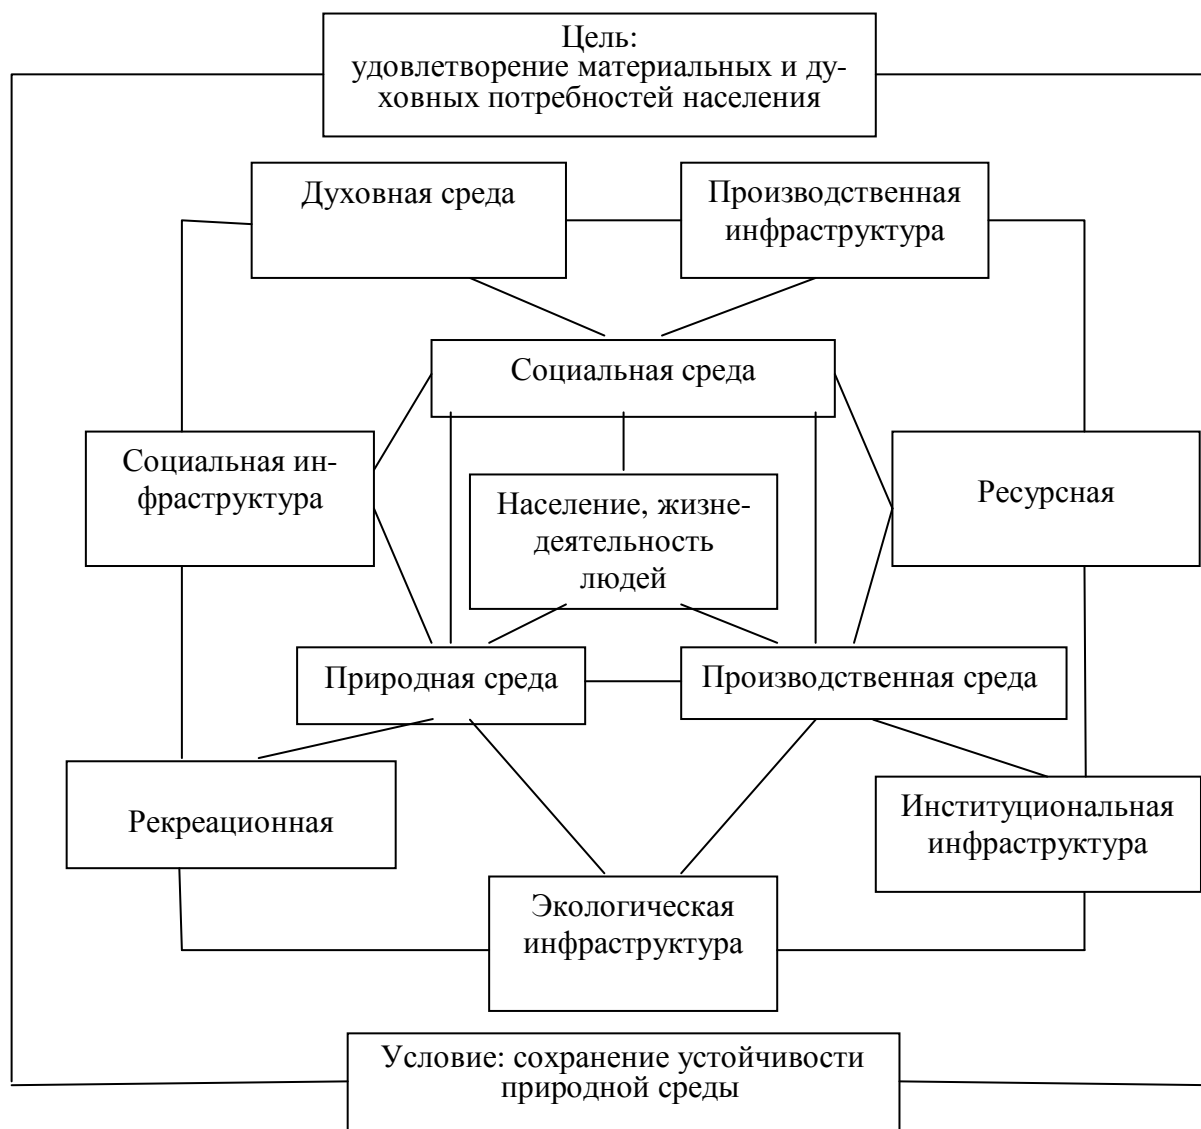 Цель:
удовлетворение материальных и ду-
ховных потребностей населения
Духовная среда
Производственная
инфраструктура
Социальная среда
Социальная ин-
фраструктура
Население, жизне-
деятельность
людей
Ресурсная
Природная среда
Производственная среда
Рекреационная
Институциональная
инфраструктура
Экологическая
инфраструктура
Условие: сохранение устойчивости
природной среды